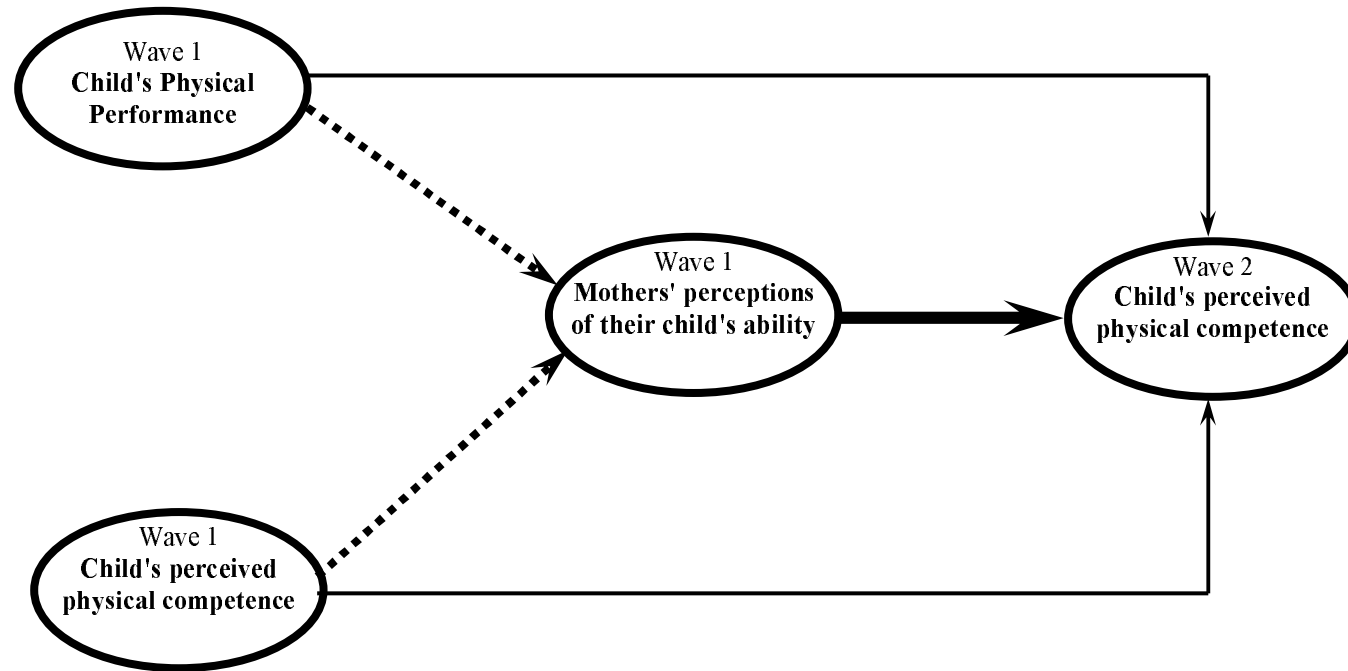 Wave 1
Child's Physical
Performance
Wave 1
Mothers' perceptions
of their child's ability
Wave 2
Child's perceived
physical competence
Wave 1
Child's perceived
physical competence